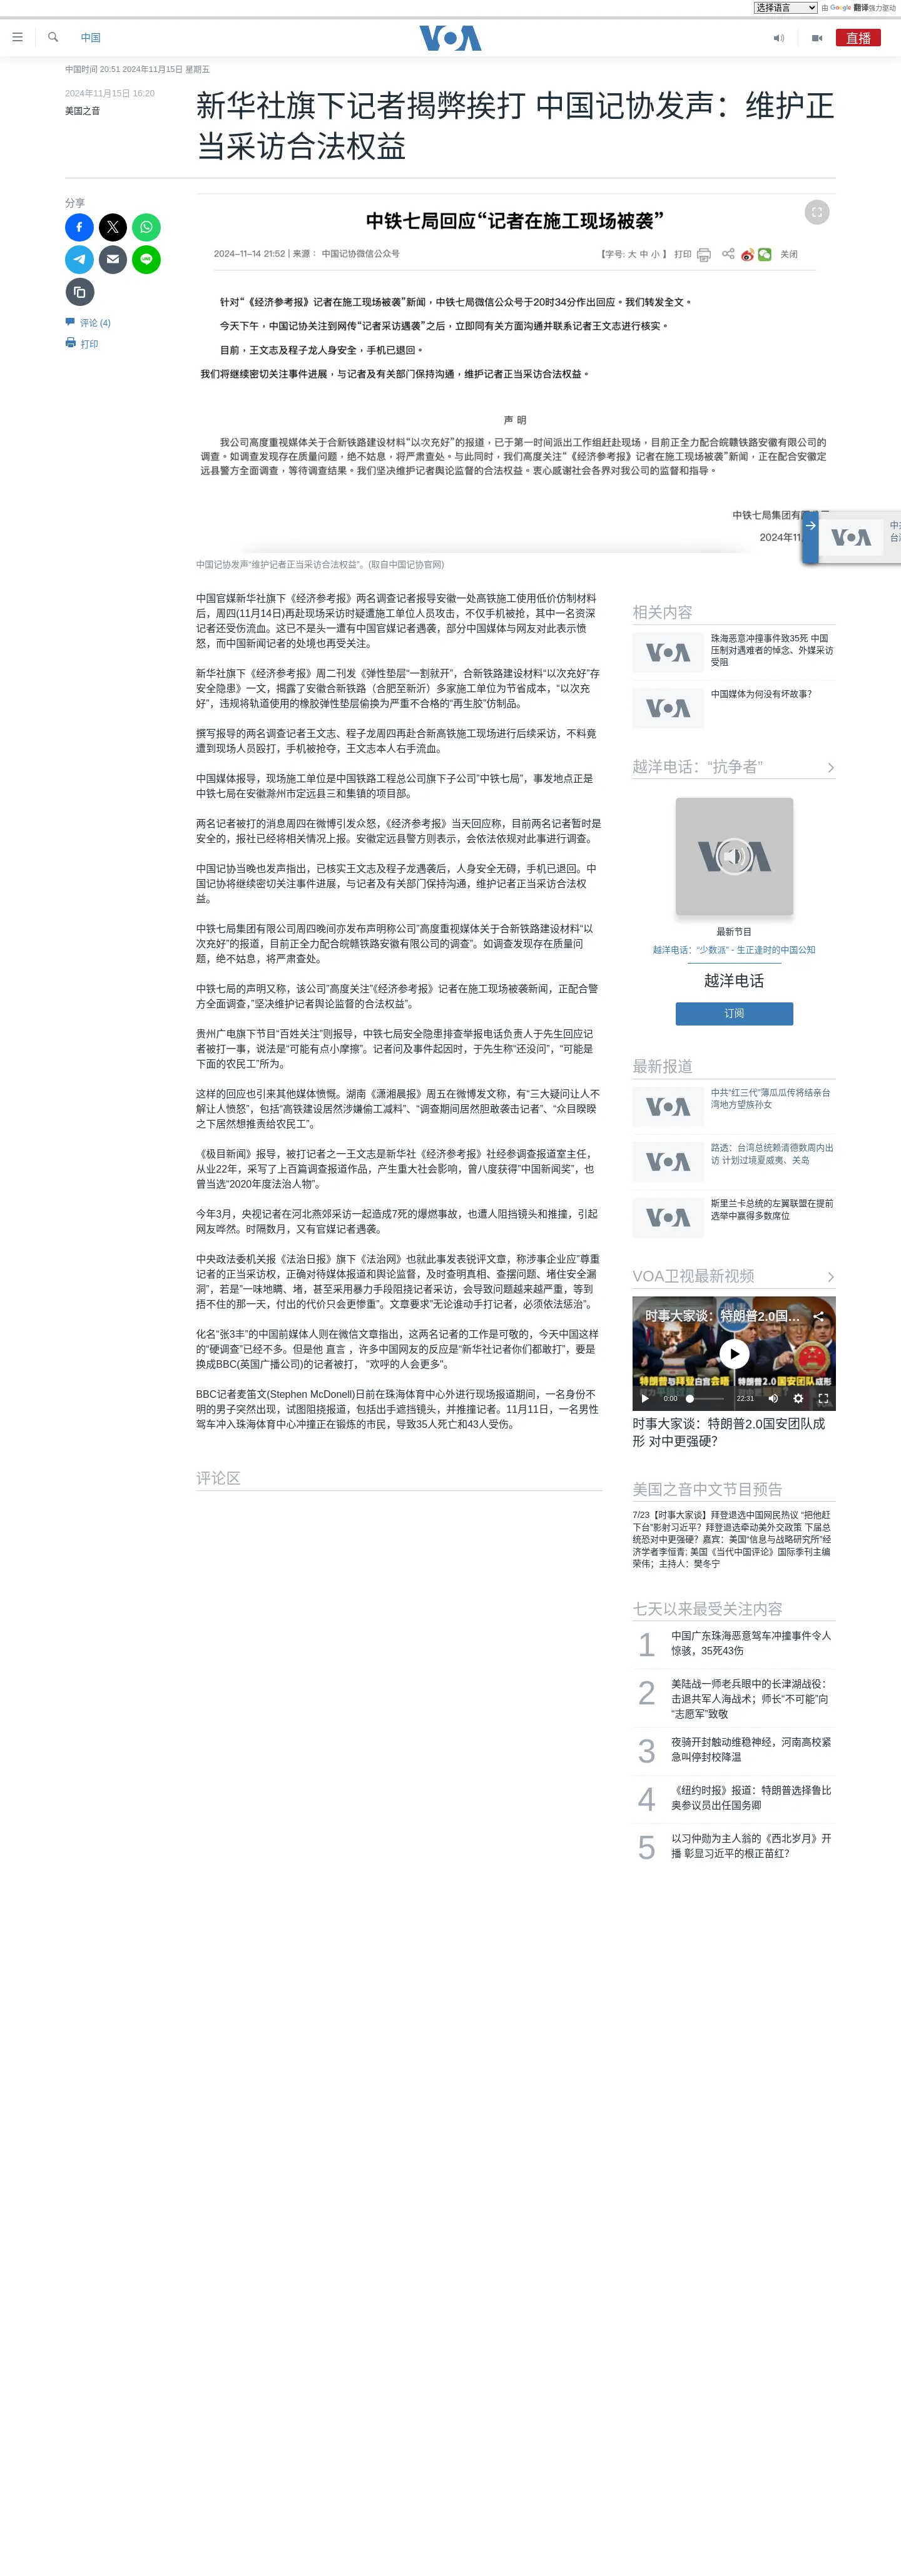 选择语言
由 Google 翻译强力驱动
中国
VOA
直播
中国时间 20:51 2024年11月15日 星期五
2024年11月15日 16:20
美国之音
新华社旗下记者揭弊挨打 中国记协发声：维护正
当采访合法权益
分享
评论 (4)
打印
中铁七局回应“记者在施工现场被袭”
2024-11-14 21:52 | 来源： 中国记协微信公众号
【字号: 大 中 小 】 打印
关闭
针对“《经济参考报》记者在施工现场被袭”新闻，中铁七局微信公众号于20时34分作出回应。我们转发全文。
今天下午，中国记协关注到网传“记者采访遇袭”之后，立即同有关方面沟通并联系记者王文志进行核实。
目前，王文志及程子龙人身安全，手机已退回。
我们将继续密切关注事件进展，与记者及有关部门保持沟通，维护记者正当采访合法权益。
声 明
我公司高度重视媒体关于合新铁路建设材料“以次充好”的报道，已于第一时间派出工作组赶赴现场，目前正全力配合皖赣铁路安徽有限公司的
调查。如调查发现存在质量问题，绝不姑息，将严肃查处。与此同时，我们高度关注“《经济参考报》记者在施工现场被袭”新闻，正在配合安徽定
远县警方全面调查，等待调查结果。我们坚决维护记者舆论监督的合法权益。衷心感谢社会各界对我公司的监督和指导。
中铁七局集团有
2024年11
VOA
中共
台湾
中国记协发声“维护记者正当采访合法权益”。(取自中国记协官网)
中国官媒新华社旗下《经济参考报》两名调查记者报导安徽一处高铁施工使用低价仿制材料
后，周四(11月14日)再赴现场采访时疑遭施工单位人员攻击，不仅手机被抢，其中一名资深
记者还受伤流血。这已不是头一遭有中国官媒记者遇袭，部分中国媒体与网友对此表示愤
怒，而中国新闻记者的处境也再受关注。
新华社旗下《经济参考报》周二刊发《弹性垫层“一割就开”，合新铁路建设材料“以次充好”存
安全隐患》一文，揭露了安徽合新铁路（合肥至新沂）多家施工单位为节省成本，“以次充
好”，违规将轨道使用的橡胶弹性垫层偷换为严重不合格的“再生胶”仿制品。
撰写报导的两名调查记者王文志、程子龙周四再赴合新高铁施工现场进行后续采访，不料竟
遭到现场人员殴打，手机被抢夺，王文志本人右手流血。
中国媒体报导，现场施工单位是中国铁路工程总公司旗下子公司”中铁七局”，事发地点正是
中铁七局在安徽滁州市定远县三和集镇的项目部。
两名记者被打的消息周四在微博引发众怒，《经济参考报》当天回应称，目前两名记者暂时是
安全的，报社已经将相关情况上报。安徽定远县警方则表示，会依法依规对此事进行调查。
中国记协当晚也发声指出，已核实王文志及程子龙遇袭后，人身安全无碍，手机已退回。中
国记协将继续密切关注事件进展，与记者及有关部门保持沟通，维护记者正当采访合法权
益。
中铁七局集团有限公司周四晚间亦发布声明称公司”高度重视媒体关于合新铁路建设材料“以
次充好”的报道，目前正全力配合皖赣铁路安徽有限公司的调查”。如调查发现存在质量问
题，绝不姑息，将严肃查处。
中铁七局的声明又称，该公司”高度关注”《经济参考报》记者在施工现场被袭新闻，正配合警
方全面调查，”坚决维护记者舆论监督的合法权益”。
贵州广电旗下节目“百姓关注”则报导，中铁七局安全隐患排查举报电话负责人于先生回应记
者被打一事，说法是“可能有点小摩擦”。记者问及事件起因时，于先生称“还没问”，“可能是
下面的农民工”所为。
这样的回应也引来其他媒体愤慨。湖南《潇湘晨报》周五在微博发文称，有“三大疑问让人不
解让人愤怒”，包括“高铁建设居然涉嫌偷工减料”、“调查期间居然胆敢袭击记者”、“众目睽睽
之下居然想推责给农民工”。
《极目新闻》报导，被打记者之一王文志是新华社《经济参考报》社经参调查报道室主任，
从业22年，采写了上百篇调查报道作品，产生重大社会影响，曾八度获得”中国新闻奖”，也
曾当选“2020年度法治人物”。
今年3月，央视记者在河北燕郊采访一起造成7死的爆燃事故，也遭人阻挡镜头和推撞，引起
网友哗然。时隔数月，又有官媒记者遇袭。
中央政法委机关报《法治日报》旗下《法治网》也就此事发表锐评文章，称涉事企业应”尊重
记者的正当采访权，正确对待媒体报道和舆论监督，及时查明真相、查摆问题、堵住安全漏
洞”，若是”一味地瞒、堵，甚至采用暴力手段阻挠记者采访，会导致问题越来越严重，等到
捂不住的那一天，付出的代价只会更惨重”。文章要求”无论谁动手打记者，必须依法惩治”。
化名“张3丰”的中国前媒体人则在微信文章指出，这两名记者的工作是可敬的，今天中国这样
的“硬调查”已经不多。但是他 直言 ，许多中国网友的反应是“新华社记者你们都敢打”，要是
换成BBC(英国广播公司)的记者被打， ”欢呼的人会更多”。
BBC记者麦笛文(Stephen McDonell)日前在珠海体育中心外进行现场报道期间，一名身份不
明的男子突然出现，试图阻挠报道，包括出手遮挡镜头，并推撞记者。11月11日，一名男性
驾车冲入珠海体育中心冲撞正在锻炼的市民，导致35人死亡和43人受伤。
评论区
相关内容
VOA
珠海恶意冲撞事件致35死 中国
压制对遇难者的悼念、外媒采访
受阻
VOA
中国媒体为何没有坏故事？
越洋电话：“抗争者”
VOA
最新节目
越洋电话：“少数派” - 生正逢时的中国公知
越洋电话
订阅
最新报道
VOA
中共“红三代”薄瓜瓜传将结亲台
湾地方望族孙女
VOA
路透：台湾总统赖清德数周内出
访 计划过境夏威夷、关岛
VOA
斯里兰卡总统的左翼联盟在提前
选举中赢得多数席位
VOA卫视最新视频
时事大家谈：特朗普2.0国…
特朗普与拜登白宫会晤
特朗普2.0国安团队成形
0:00
22:31
时事大家谈：特朗普2.0国安团队成
形 对中更强硬？
美国之音中文节目预告
7/23【时事大家谈】拜登退选中国网民热议 “把他赶
下台”影射习近平？拜登退选牵动美外交政策 下届总
统恐对中更强硬？嘉宾：美国“信息与战略研究所”经
济学者李恒青; 美国《当代中国评论》国际季刊主编
荣伟；主持人：樊冬宁
七天以来最受关注内容
1
中国广东珠海恶意驾车冲撞事件令人
惊骇，35死43伤
2
美陆战一师老兵眼中的长津湖战役：
击退共军人海战术；师长“不可能”向
“志愿军”致敬
3
夜骑开封触动维稳神经，河南高校紧
急叫停封校降温
4
《纽约时报》报道：特朗普选择鲁比
奥参议员出任国务卿
5
以习仲勋为主人翁的《西北岁月》开
播 彰显习近平的根正苗红？